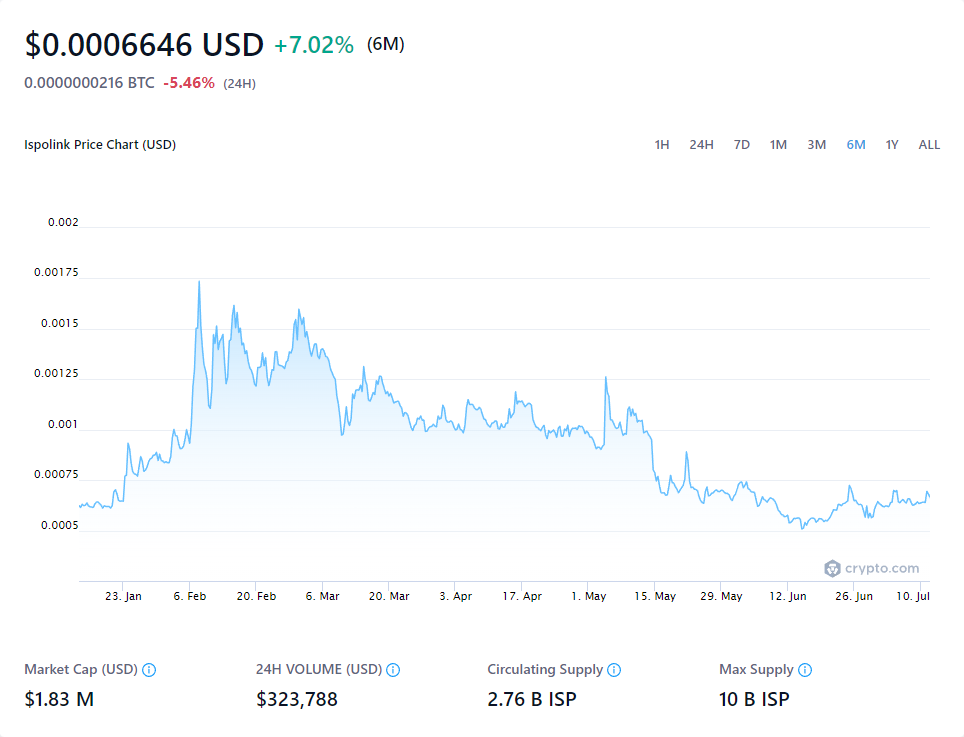 $0.0006646 USD +7.02% (6M)
0.0000000216 BTC -5.46% (24H)
Ispolink Price Chart (USD) 1H 24H 7D 1M 3M 6M 1Y ALL
0.002
0.00175
0.0015
0.00125
0.001
0.00075
0.0005
crypto.com
23. Jan 6. Feb 20. Feb 6. Mar 20. Mar 3. Apr 17. Apr 1. May 15. May 29. May 12. Jun 26. Jun 10. Jul
Market Cap (USD) 24H VOLUME (USD) Circulating Supply Max Supply
$1.83 M $323,788 2.76 B ISP 10 B ISP